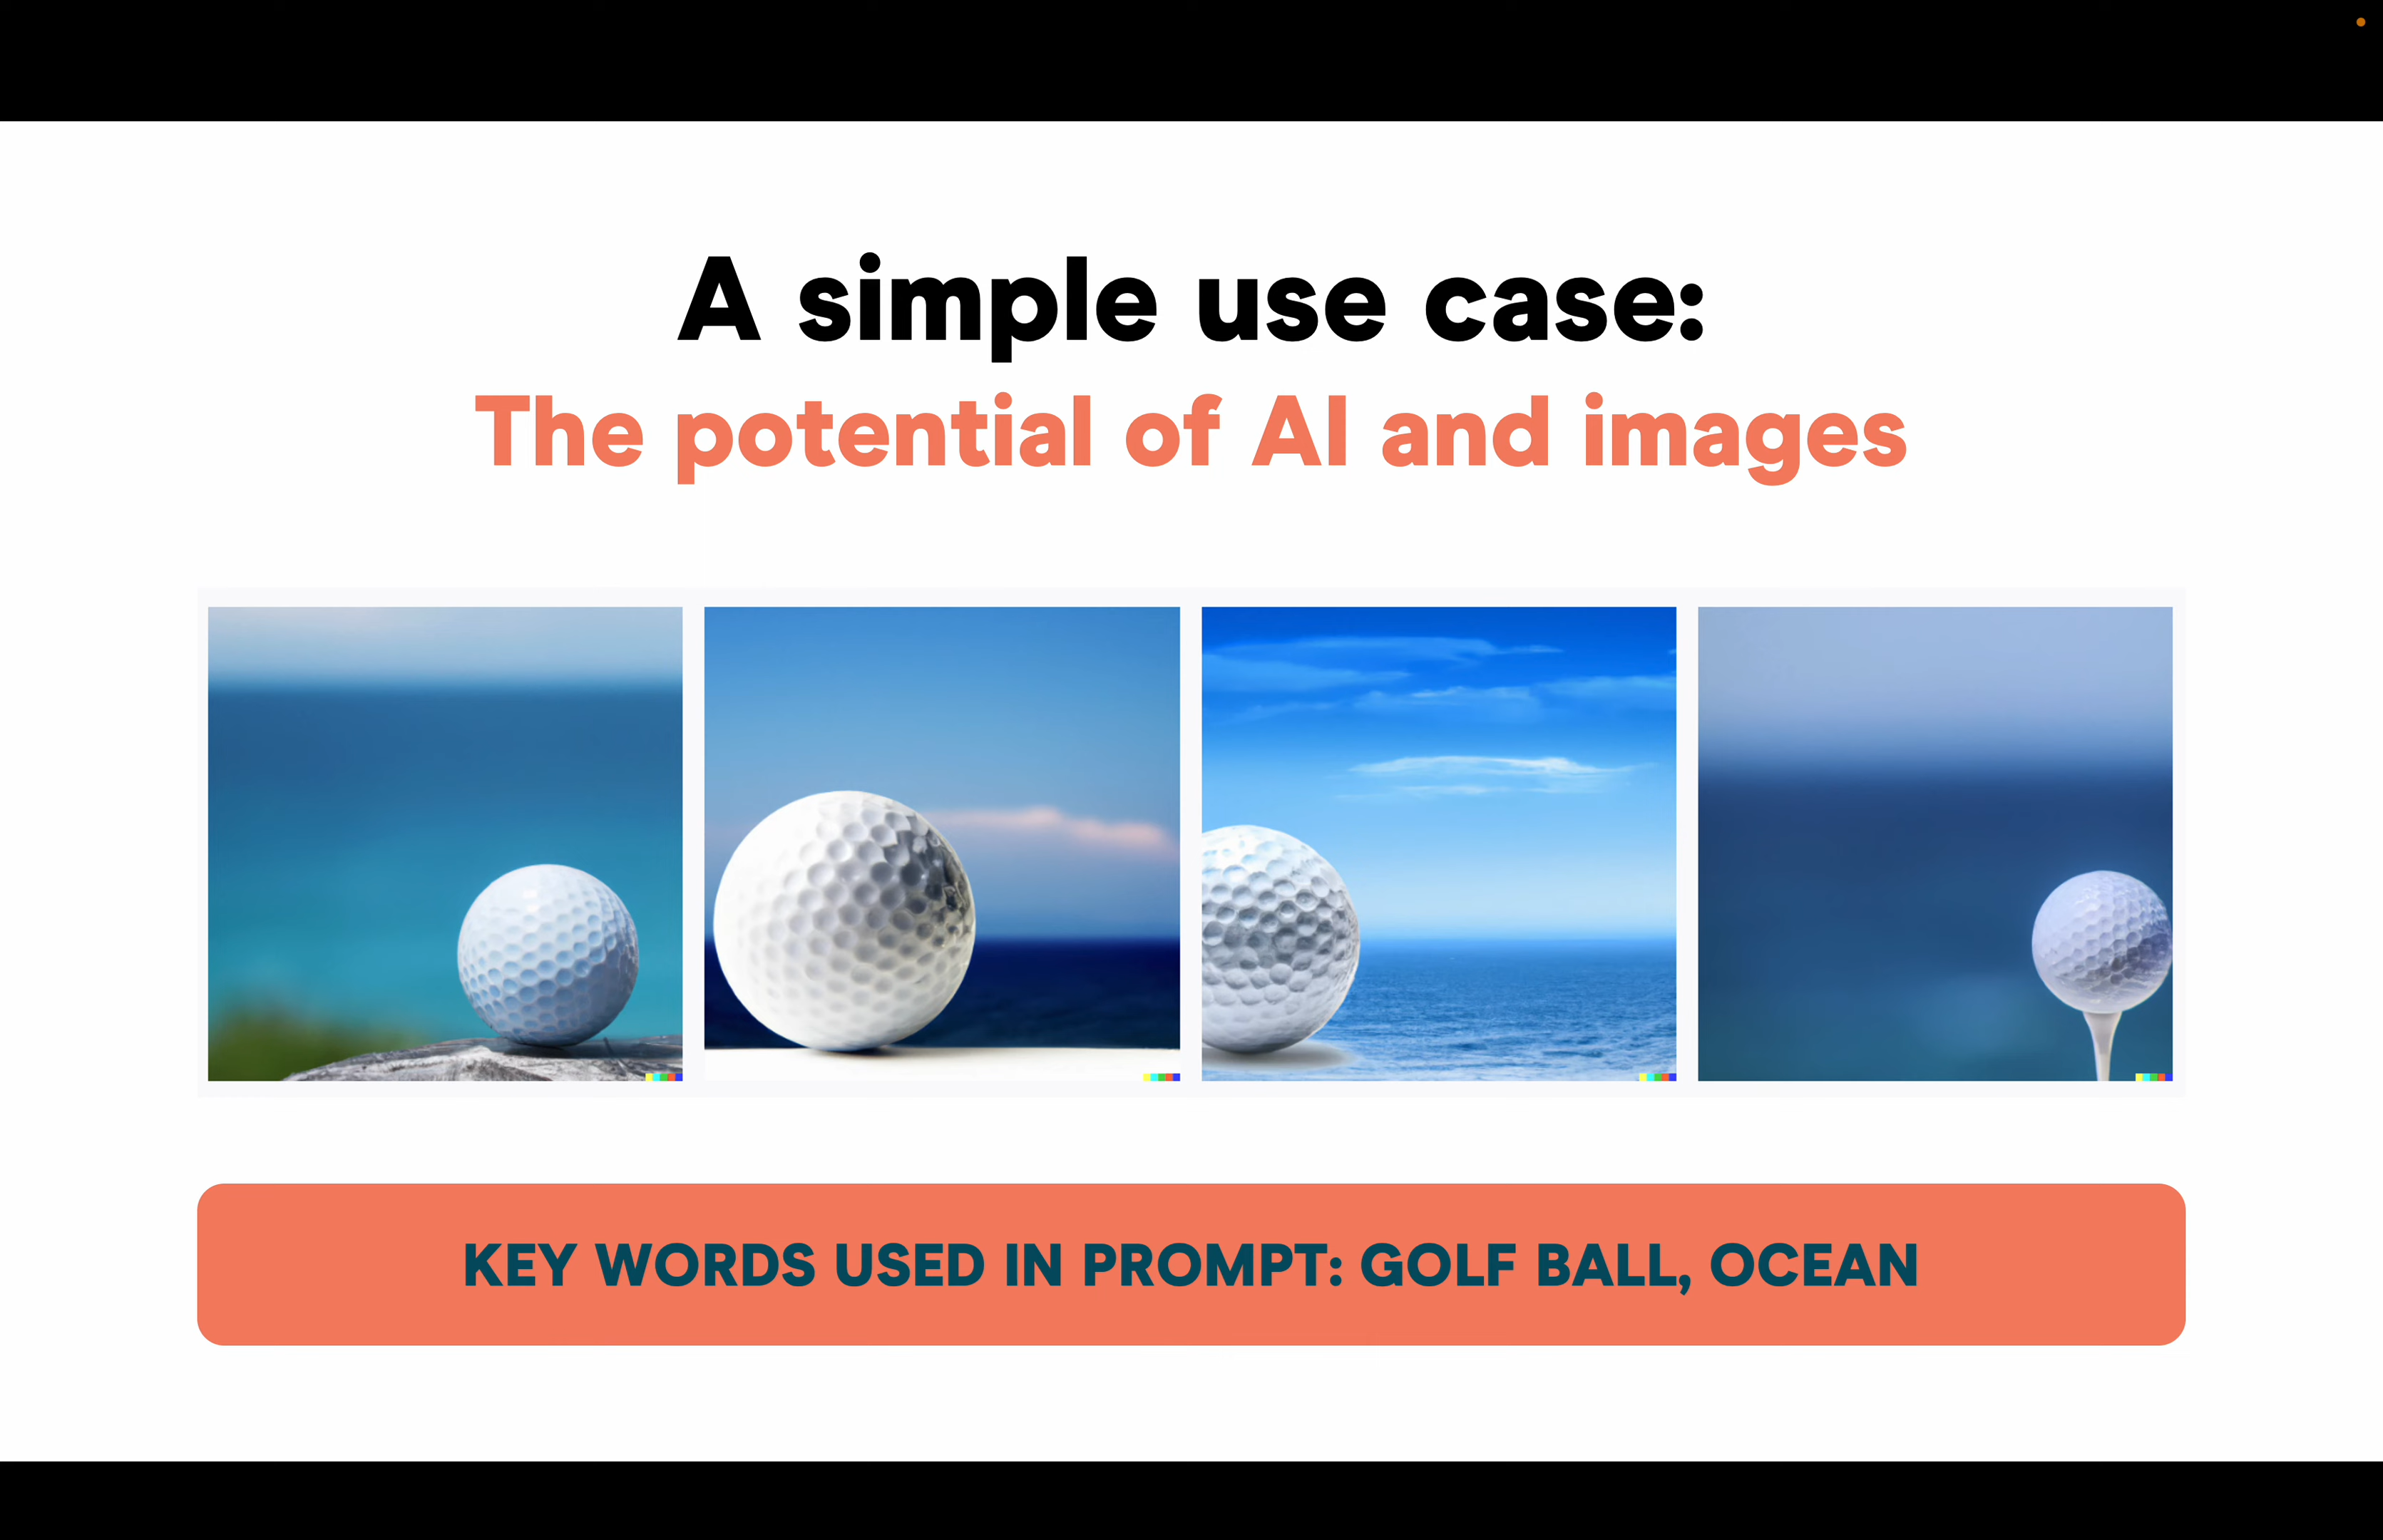 A simple use case:
The potential of AI and images
KEY WORDS USED IN PROMPT: GOLF BALL, OCEAN